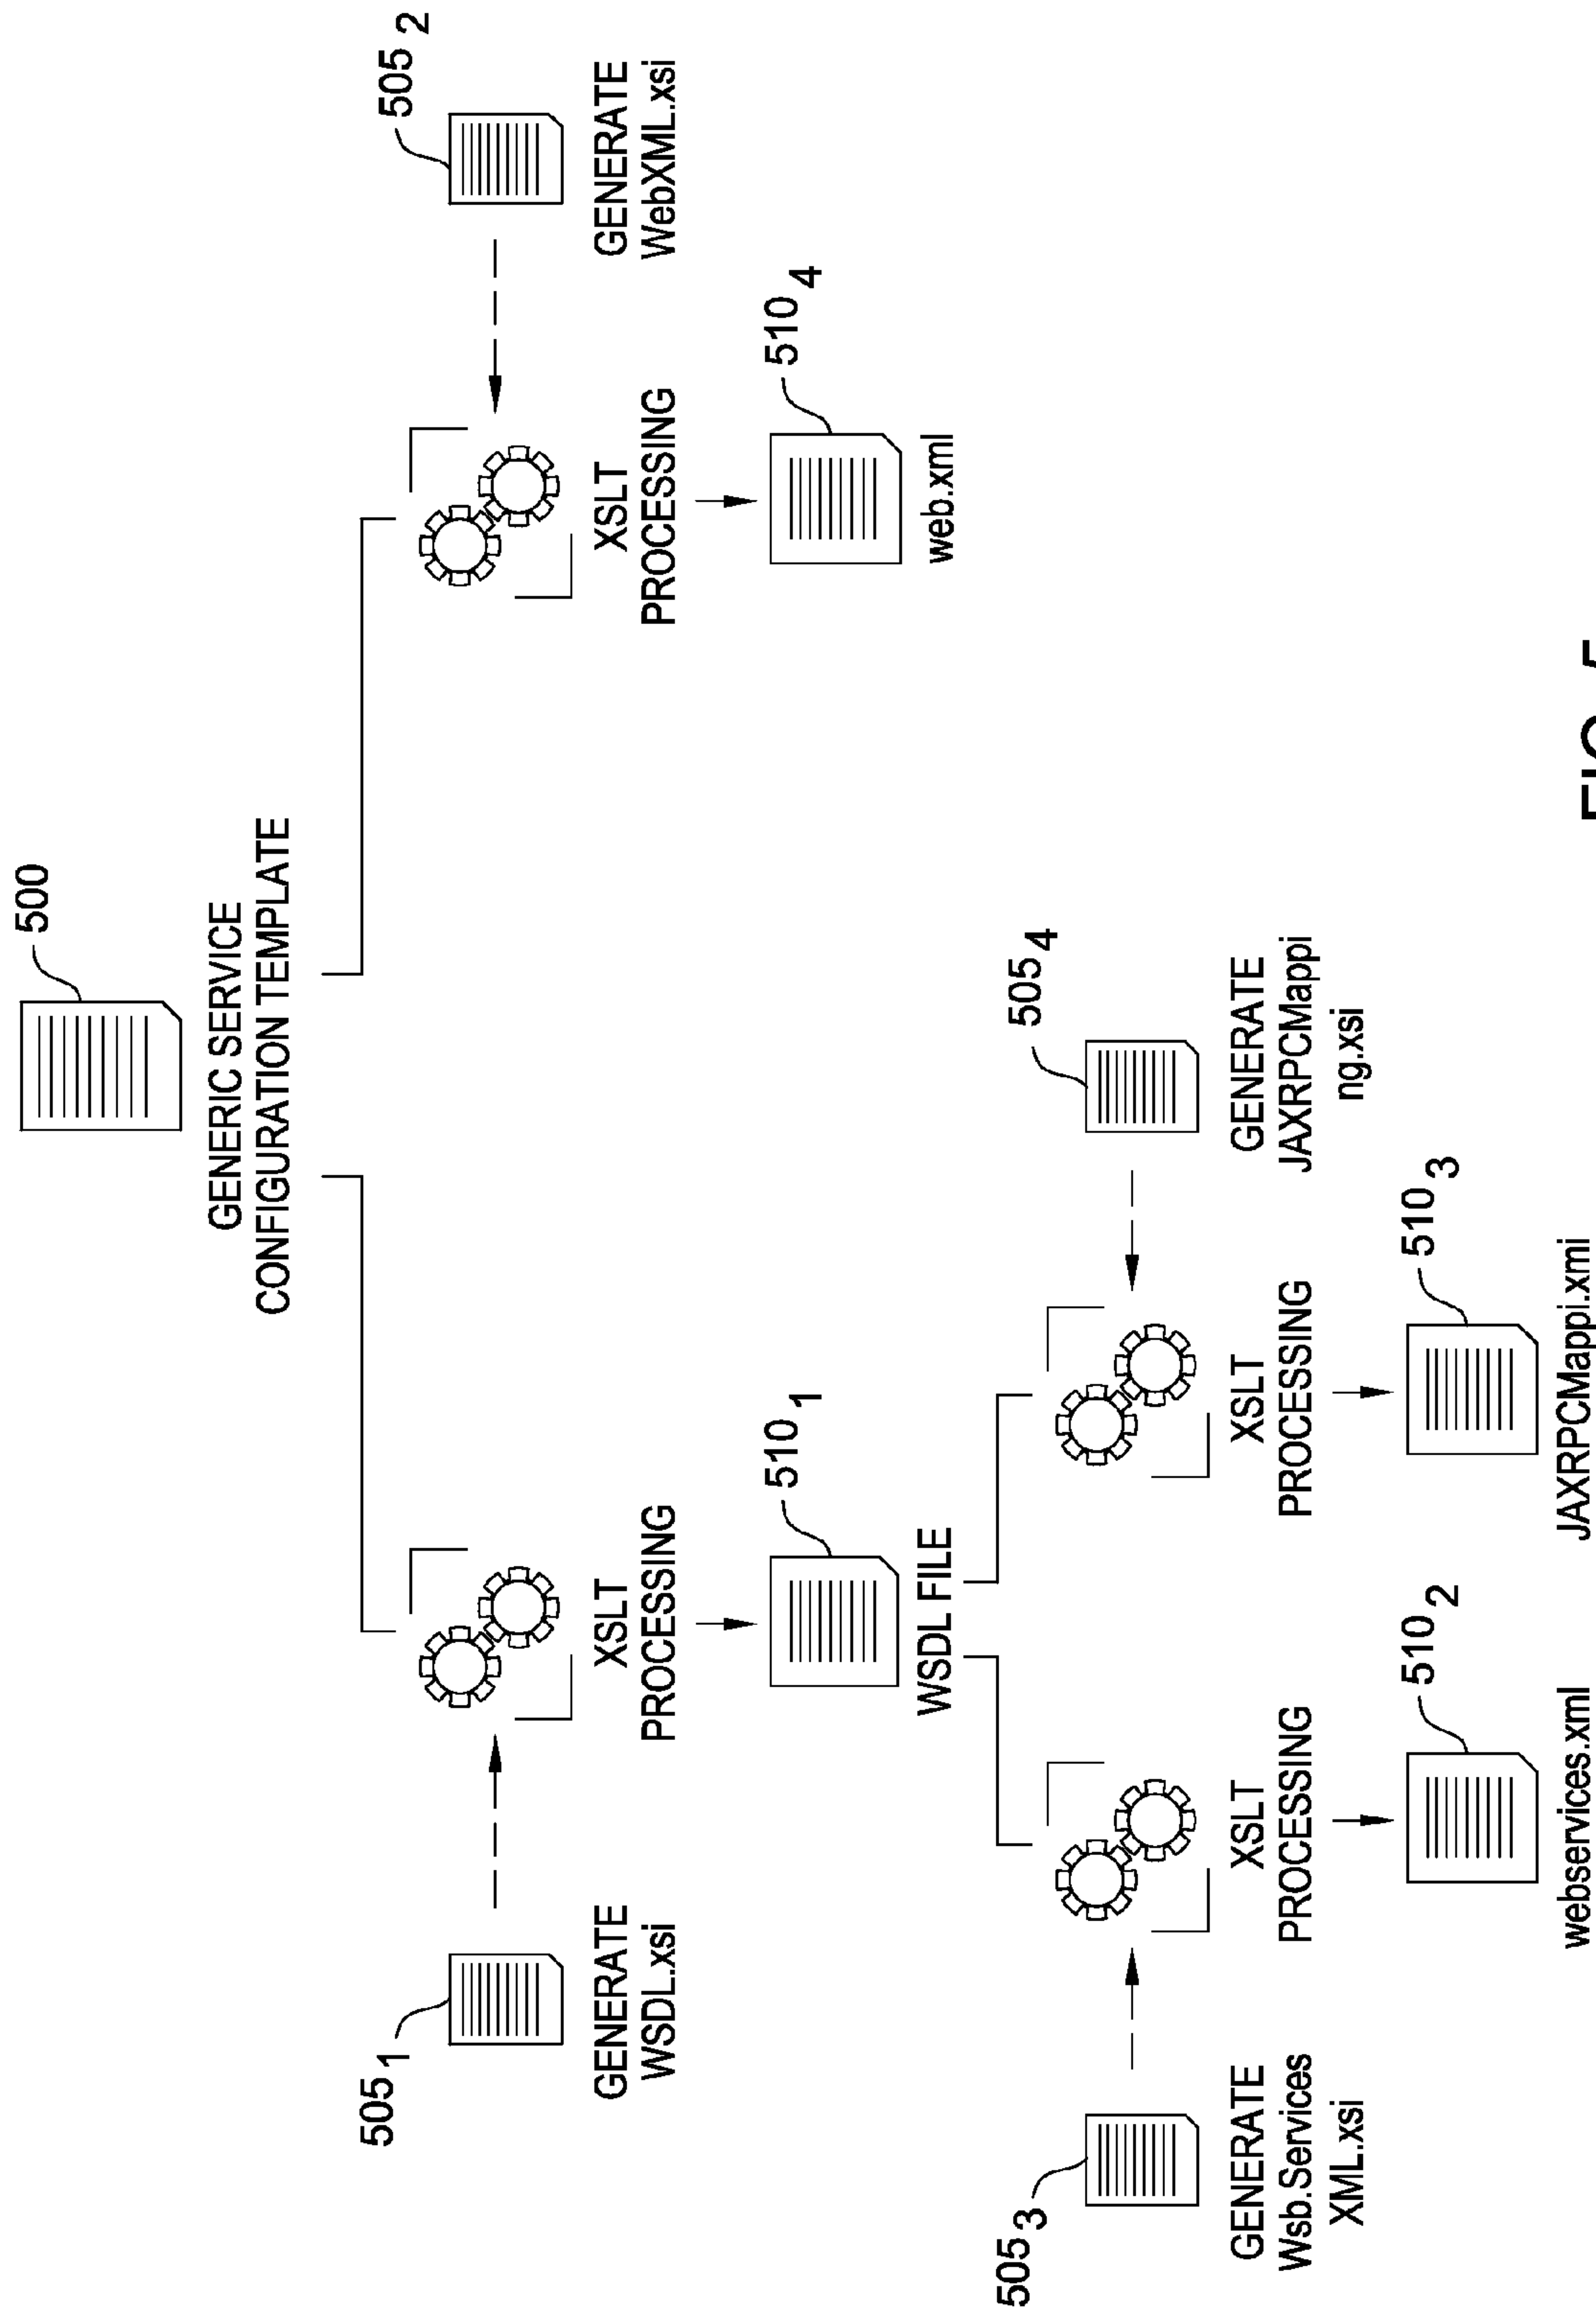 500
GENERIC SERVICE
CONFIGURATION TEMPLATE
505 1
GENERATE
WSDL.xsi
XSLT
PROCESSING
505 2
GENERATE
WebXML.xsi
XSLT
PROCESSING
510 1
WSDL FILE
510 4
web.xml
505 3
GENERATE
Wsb.Services
XML.xsi
XSLT
PROCESSING
505 4
GENERATE
JAXRPCMappi
ng.xsi
XSLT
PROCESSING
510 2
webservices.xml
510 3
JAXRPCMappi.xmi